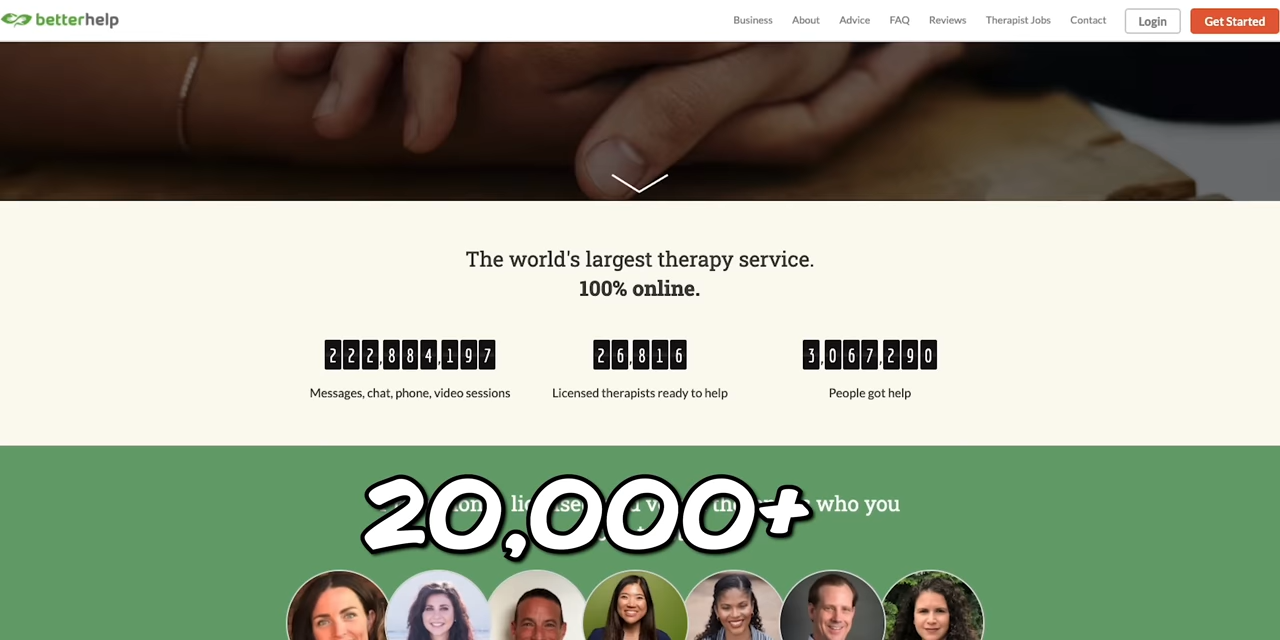 betterhelp
Business About Advice FAQ Reviews Therapist Jobs Contact Login Get Started
The world's largest therapy service.
100% online.
222,884,197 26,816 3,067,290
Messages, chat, phone, video sessions Licensed therapists ready to help People got help
who you
20,000+